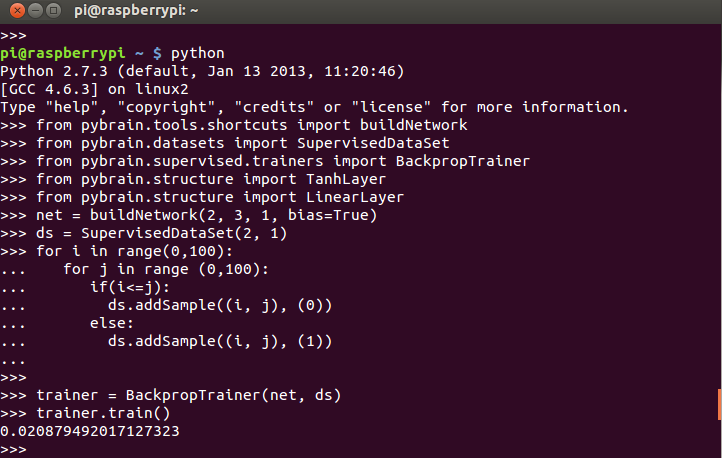 pi@raspberrypi: ~
>>>
pi@raspberrypi ~ $ python
Python 2.7.3 (default, Jan 13 2013, 11:20:46)
[GCC 4.6.3] on linux2
Type "help", "copyright", "credits" or "license" for more information.
>>> from pybrain.tools.shortcuts import buildNetwork
>>> from pybrain.datasets import SupervisedDataSet
>>> from pybrain.supervised.trainers import BackpropTrainer
>>> from pybrain.structure import TanhLayer
>>> from pybrain.structure import LinearLayer
>>> net = buildNetwork(2, 3, 1, bias=True)
>>> ds = SupervisedDataSet(2, 1)
>>> for i in range(0,100):
...    for j in range (0,100):
...       if(i<=j):
...         ds.addSample((i, j), (0))
...       else:
...         ds.addSample((i, j), (1))
...
>>>
>>> trainer = BackpropTrainer(net, ds)
>>> trainer.train()
0.020879492017127323
>>>